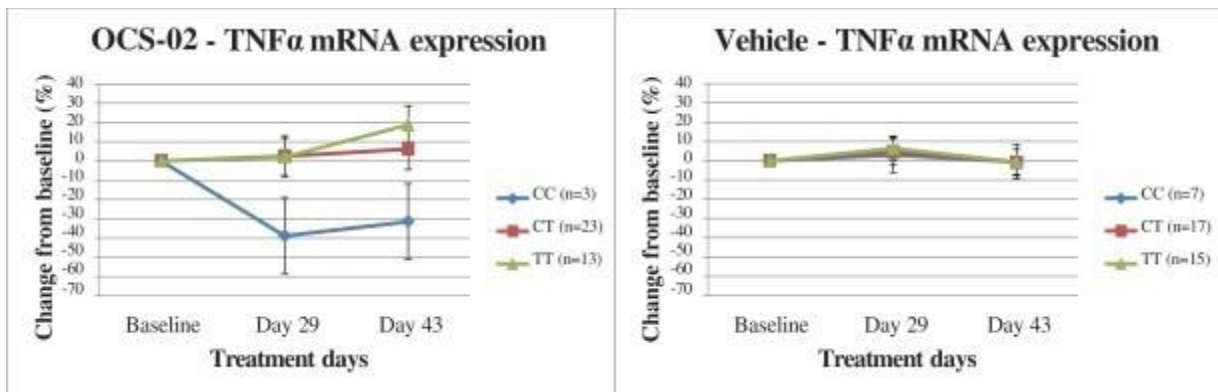 OCS-02 - TNFα mRNA expression
Change from baseline (%)
40
30
20
10
0
-10
-20
-30
-40
-50
-60
-70
Baseline Day 29 Day 43
Treatment days
CC (n=3)
CT (n=23)
TT (n=13)
Vehicle - TNFα mRNA expression
Change from baseline (%)
40
30
20
10
0
-10
-20
-30
-40
-50
-60
-70
Baseline Day 29 Day 43
Treatment days
CC (n=7)
CT (n=17)
TT (n=15)